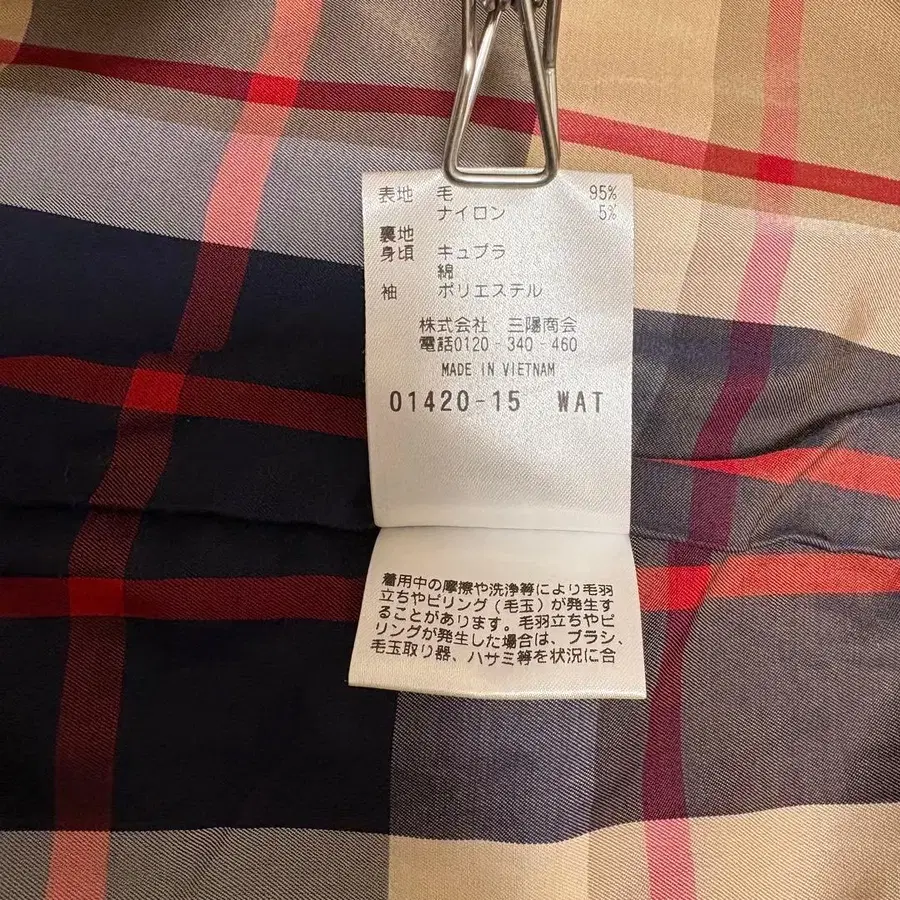 表地 毛 95%
ナイロン 5%
裏地
身頃 キュプラ
綿
袖 ポリエステル
株式会社 三陽商会
電話0120-340-460
MADE IN VIETNAM
01420-15 WAT
着用中の摩擦や洗浄等により毛羽
立ちやピリング(毛玉)が発生す
ることがあります。毛羽立ちやピ
リングが発生した場合は、ブラシ、
毛玉取り器、ハサミ等を状況に合